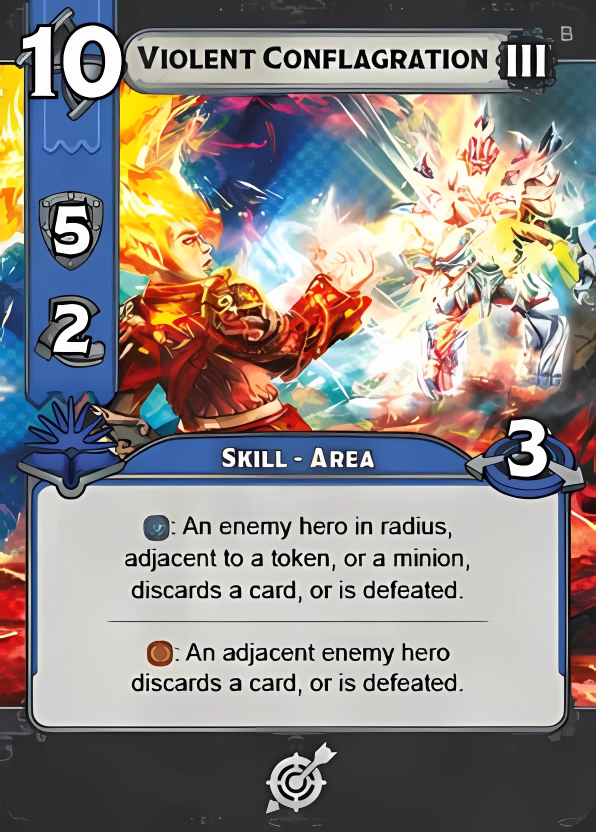 10
VIOLENT CONFLAGRATION
III
B
5
2
SKILL - AREA
3
: An enemy hero in radius,
adjacent to a token, or a minion,
discards a card, or is defeated.
: An adjacent enemy hero
discards a card, or is defeated.